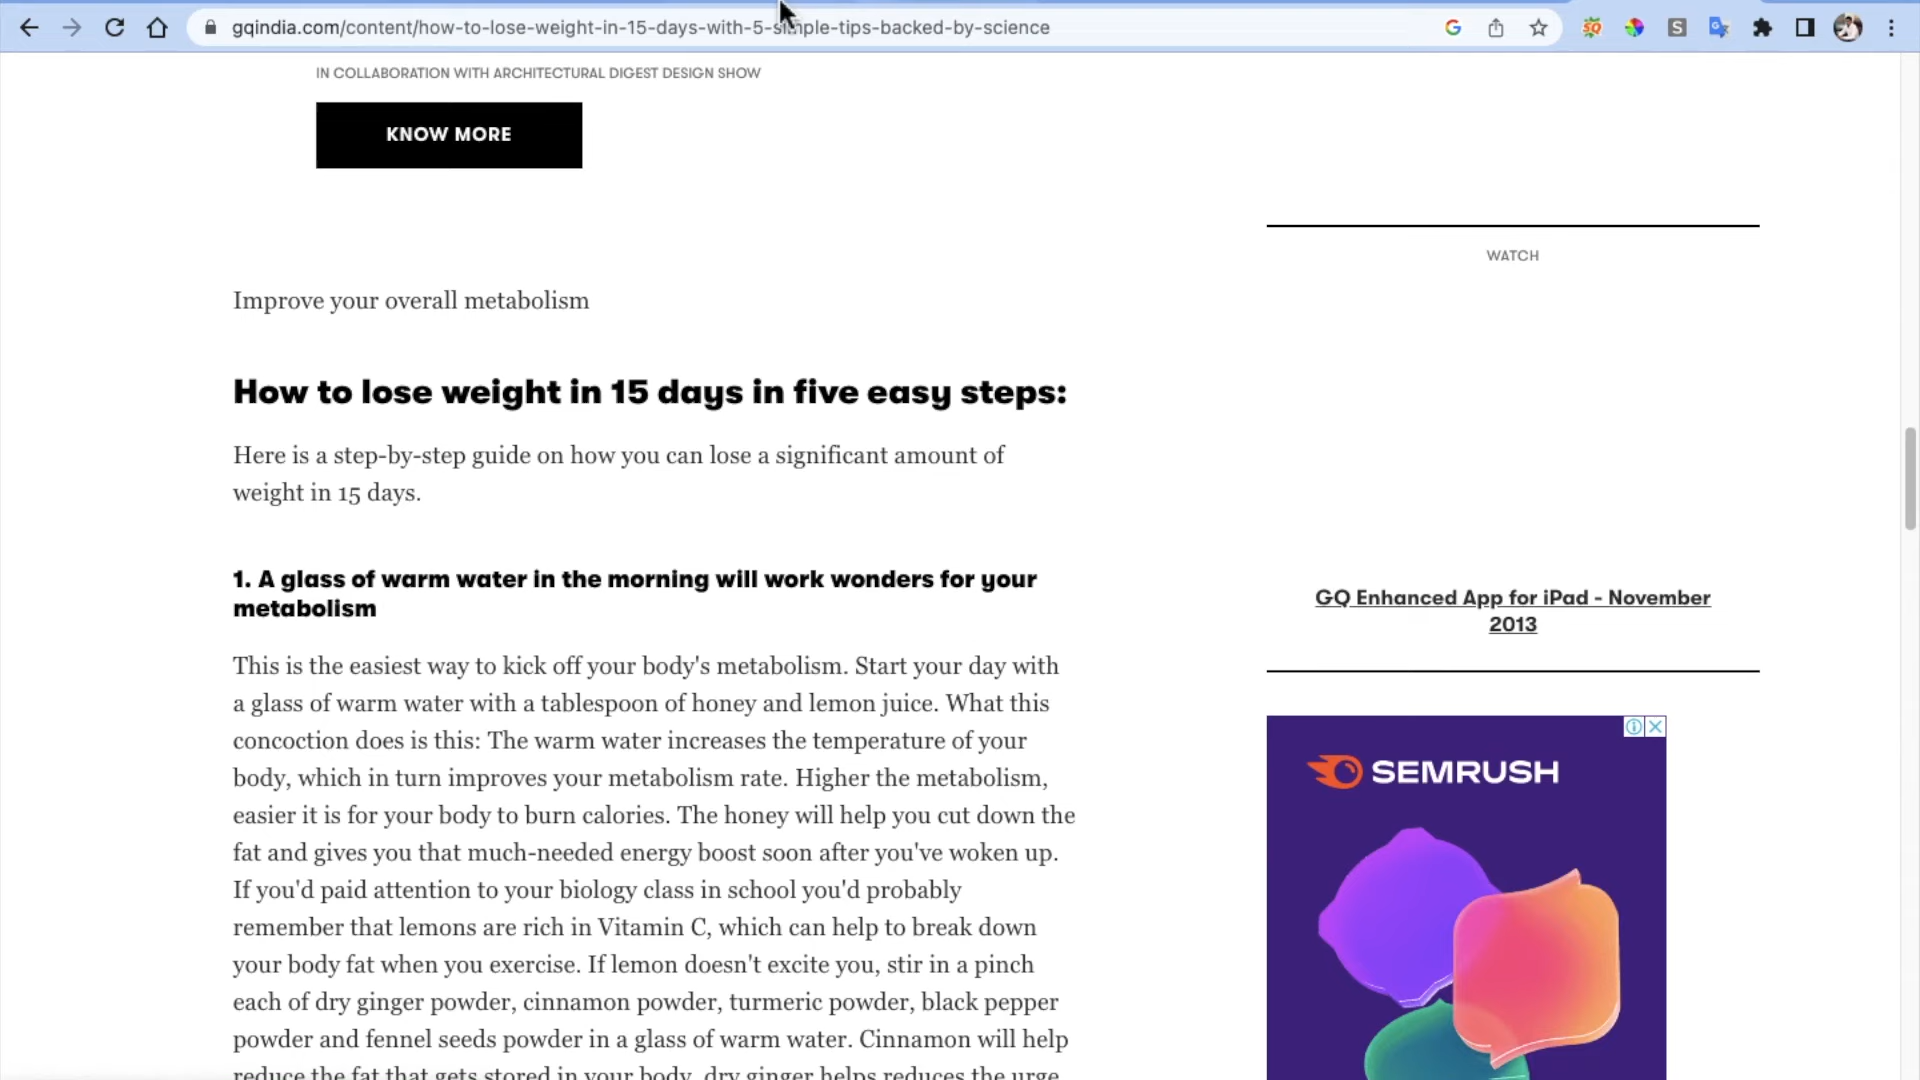 gqindia.com/content/how-to-lose-weight-in-15-days-with-5-simple-tips-backed-by-science
IN COLLABORATION WITH ARCHITECTURAL DIGEST DESIGN SHOW
KNOW MORE
Improve your overall metabolism
How to lose weight in 15 days in five easy steps:
Here is a step-by-step guide on how you can lose a significant amount of
weight in 15 days.
1. A glass of warm water in the morning will work wonders for your
metabolism
This is the easiest way to kick off your body's metabolism. Start your day with
a glass of warm water with a tablespoon of honey and lemon juice. What this
concoction does is this: The warm water increases the temperature of your
body, which in turn improves your metabolism rate. Higher the metabolism,
easier it is for your body to burn calories. The honey will help you cut down the
fat and gives you that much-needed energy boost soon after you've woken up.
If you'd paid attention to your biology class in school you'd probably
remember that lemons are rich in Vitamin C, which can help to break down
your body fat when you exercise. If lemon doesn't excite you, stir in a pinch
each of dry ginger powder, cinnamon powder, turmeric powder, black pepper
powder and fennel seeds powder in a glass of warm water. Cinnamon will help
reduce the fat that gets stored in your body, dry ginger helps reduces the urge
WATCH
GQ Enhanced App for iPad - November
2013
SEMRUSH